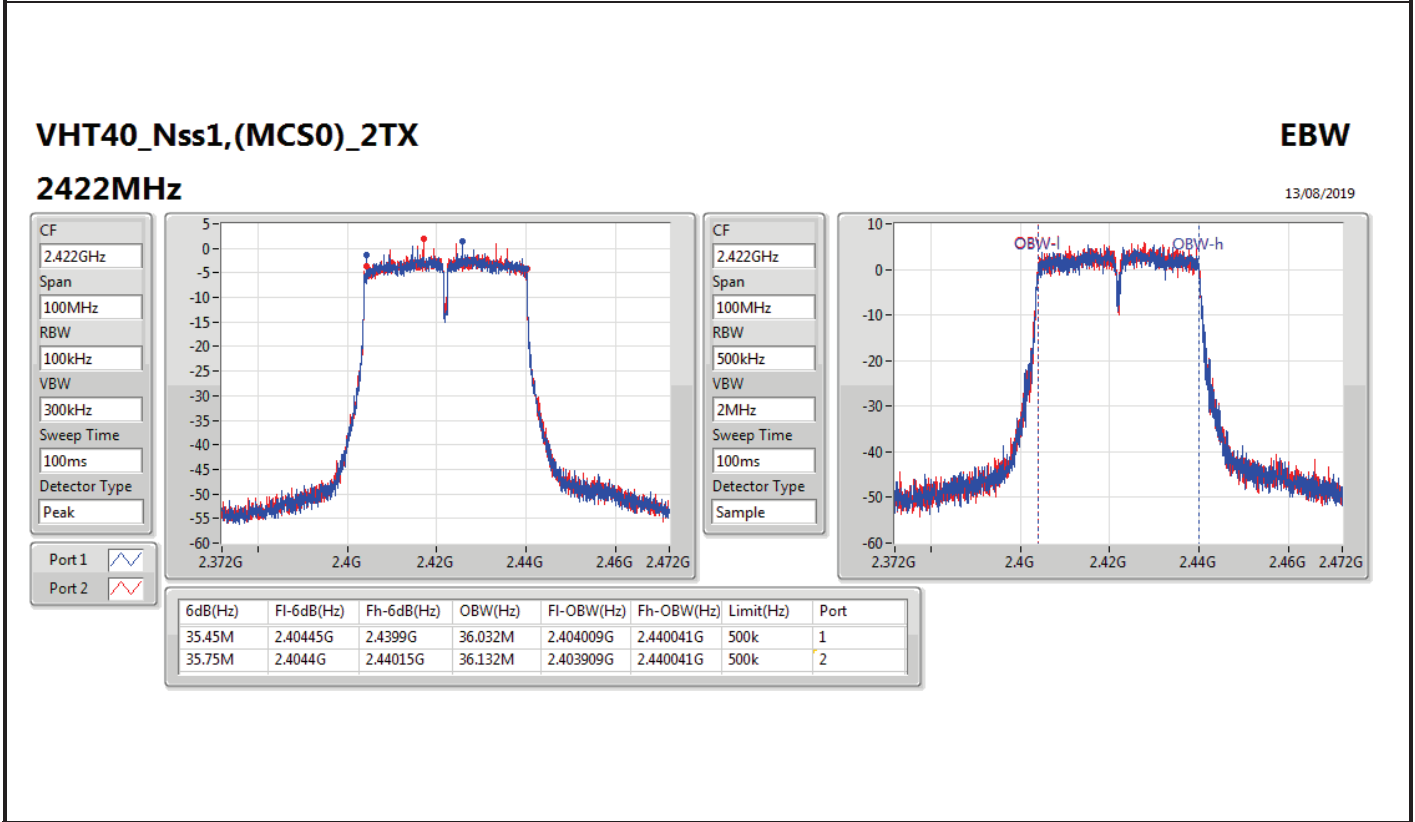 VHT40_Nss1,(MCS0)_2TX
EBW
2422MHz
13/08/2019
CF
2.422GHz
Span
100MHz
RBW
100kHz
VBW
300kHz
Sweep Time
100ms
Detector Type
Peak
Port 1
Port 2
5
0
-5
-10
-15
-20
-25
-30
-35
-40
-45
-50
-55
-60
2.372G 2.4G 2.42G 2.44G 2.46G 2.472G
CF
2.422GHz
Span
100MHz
RBW
500kHz
VBW
2MHz
Sweep Time
100ms
Detector Type
Sample
OBW-l OBW-h
10
0
-10
-20
-30
-40
-50
-60
2.372G 2.4G 2.42G 2.44G 2.46G 2.472G
6dB(Hz) Fl-6dB(Hz) Fh-6dB(Hz) OBW(Hz) Fl-OBW(Hz) Fh-OBW(Hz) Limit(Hz) Port
35.45M 2.40445G 2.4399G 36.032M 2.404009G 2.440041G 500k 1
35.75M 2.4044G 2.44015G 36.132M 2.403909G 2.440041G 500k 2